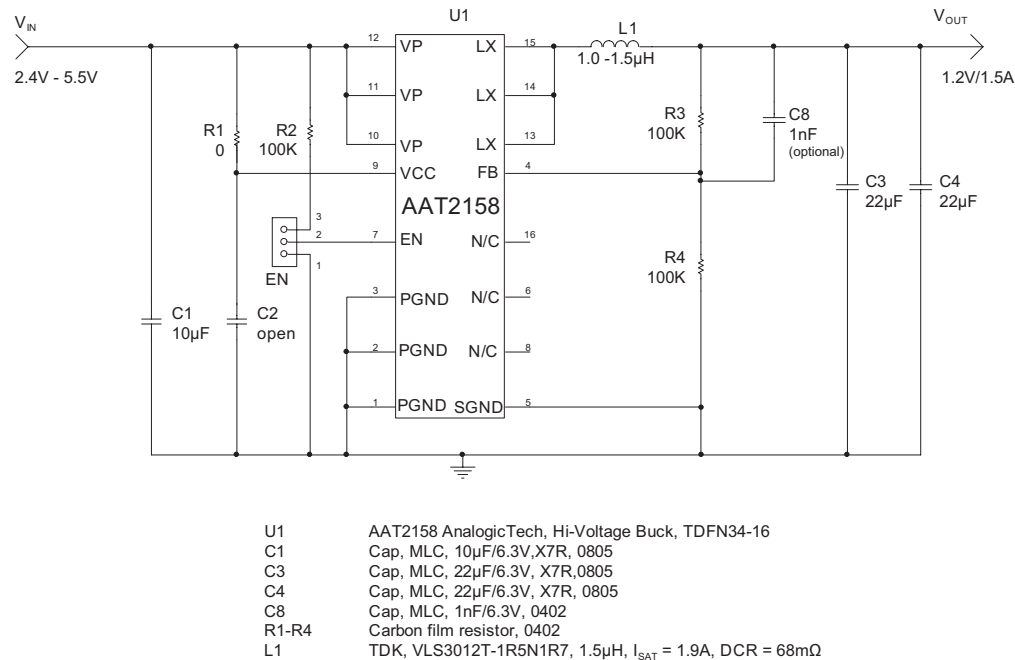 U1
V_IN
2.4V - 5.5V
V_OUT
1.2V/1.5A
L1
1.0 -1.5µH
12 VP LX 15
11 VP LX 14
10 VP LX 13
9 VCC FB 4
AAT2158
7 EN N/C 16
3 PGND N/C 6
2 PGND N/C 8
1 PGND SGND 5
R1
0
R2
100K
3
2
1
EN
C1
10µF
C2
open
R3
100K
C8
1nF
(optional)
R4
100K
C3
22µF
C4
22µF
U1 AAT2158 AnalogicTech, Hi-Voltage Buck, TDFN34-16
C1 Cap, MLC, 10µF/6.3V,X7R, 0805
C3 Cap, MLC, 22µF/6.3V, X7R,0805
C4 Cap, MLC, 22µF/6.3V, X7R, 0805
C8 Cap, MLC, 1nF/6.3V, 0402
R1-R4 Carbon film resistor, 0402
L1 TDK, VLS3012T-1R5N1R7, 1.5µH, I_SAT = 1.9A, DCR = 68mΩ